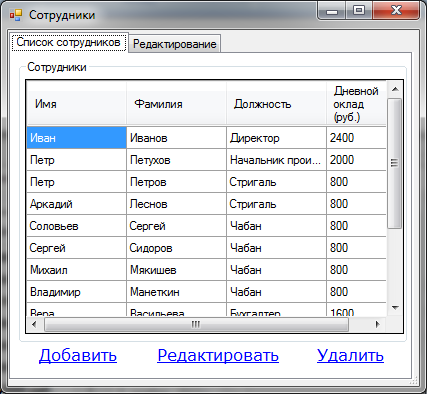 Сотрудники
Список сотрудников Редактирование
Сотрудники
Имя Фамилия Должность Дневной оклад (руб.)
Иван Иванов Директор 2400
Петр Петухов Начальник прои... 2000
Петр Петров Стригаль 800
Аркадий Леснов Стригаль 800
Соловьев Сергей Чабан 800
Сергей Сидоров Чабан 800
Михаил Мякишев Чабан 800
Владимир Манеткин Чабан 800
Вера Васильева Бухгалтер 1600
Добавить Редактировать Удалить